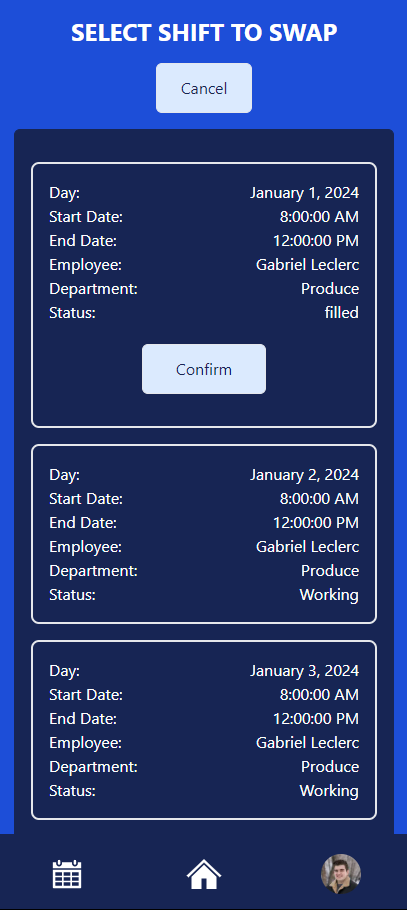 SELECT SHIFT TO SWAP
Cancel
Day: January 1, 2024
Start Date: 8:00:00 AM
End Date: 12:00:00 PM
Employee: Gabriel Leclerc
Department: Produce
Status: filled
Confirm
Day: January 2, 2024
Start Date: 8:00:00 AM
End Date: 12:00:00 PM
Employee: Gabriel Leclerc
Department: Produce
Status: Working
Day: January 3, 2024
Start Date: 8:00:00 AM
End Date: 12:00:00 PM
Employee: Gabriel Leclerc
Department: Produce
Status: Working